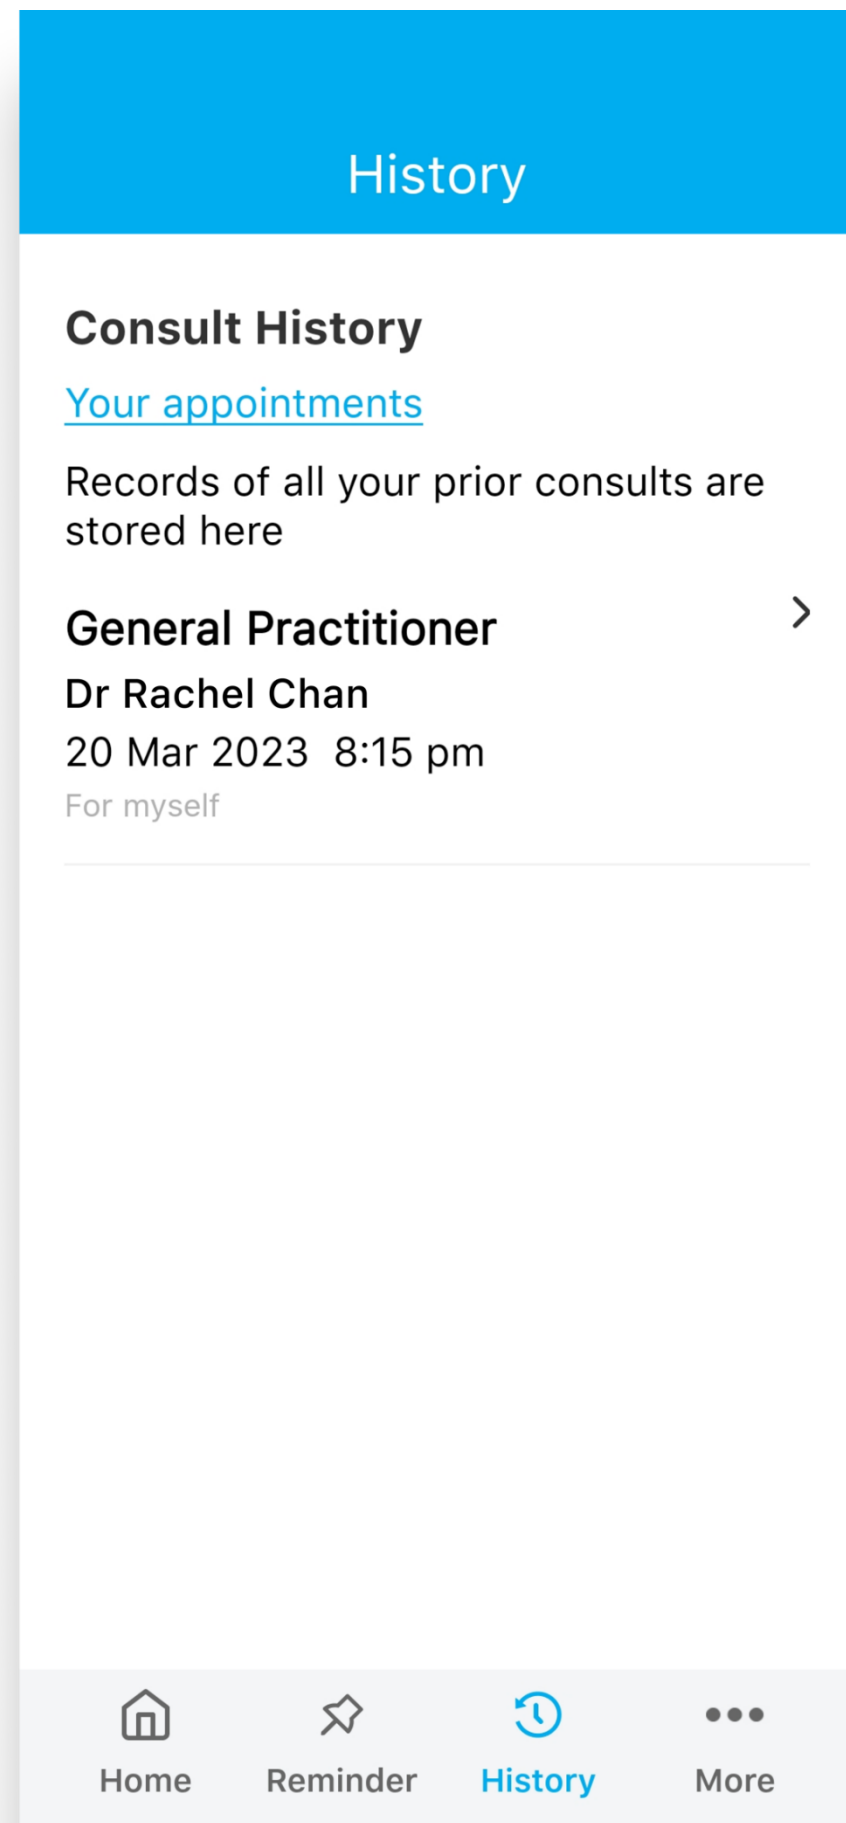 History
Consult History
Your appointments
Records of all your prior consults are
stored here
General Practitioner
Dr Rachel Chan
20 Mar 2023  8:15 pm
For myself
Home
Reminder
History
More